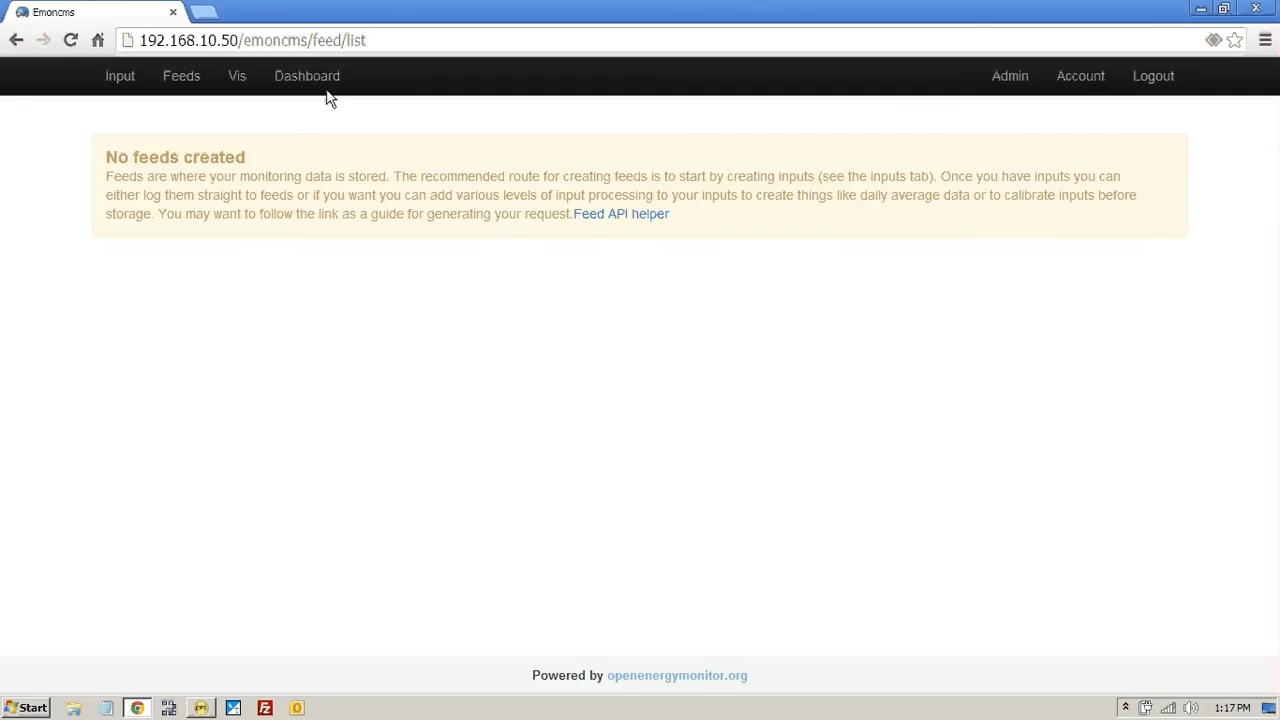 Emoncms
192.168.10.50/emoncms/feed/list
Input Feeds Vis Dashboard Admin Account Logout
No feeds created
Feeds are where your monitoring data is stored. The recommended route for creating feeds is to start by creating inputs (see the inputs tab). Once you have inputs you can
either log them straight to feeds or if you want you can add various levels of input processing to your inputs to create things like daily average data or to calibrate inputs before
storage. You may want to follow the link as a guide for generating your request.Feed API helper
Powered by openenergymonitor.org
Start 1:17 PM